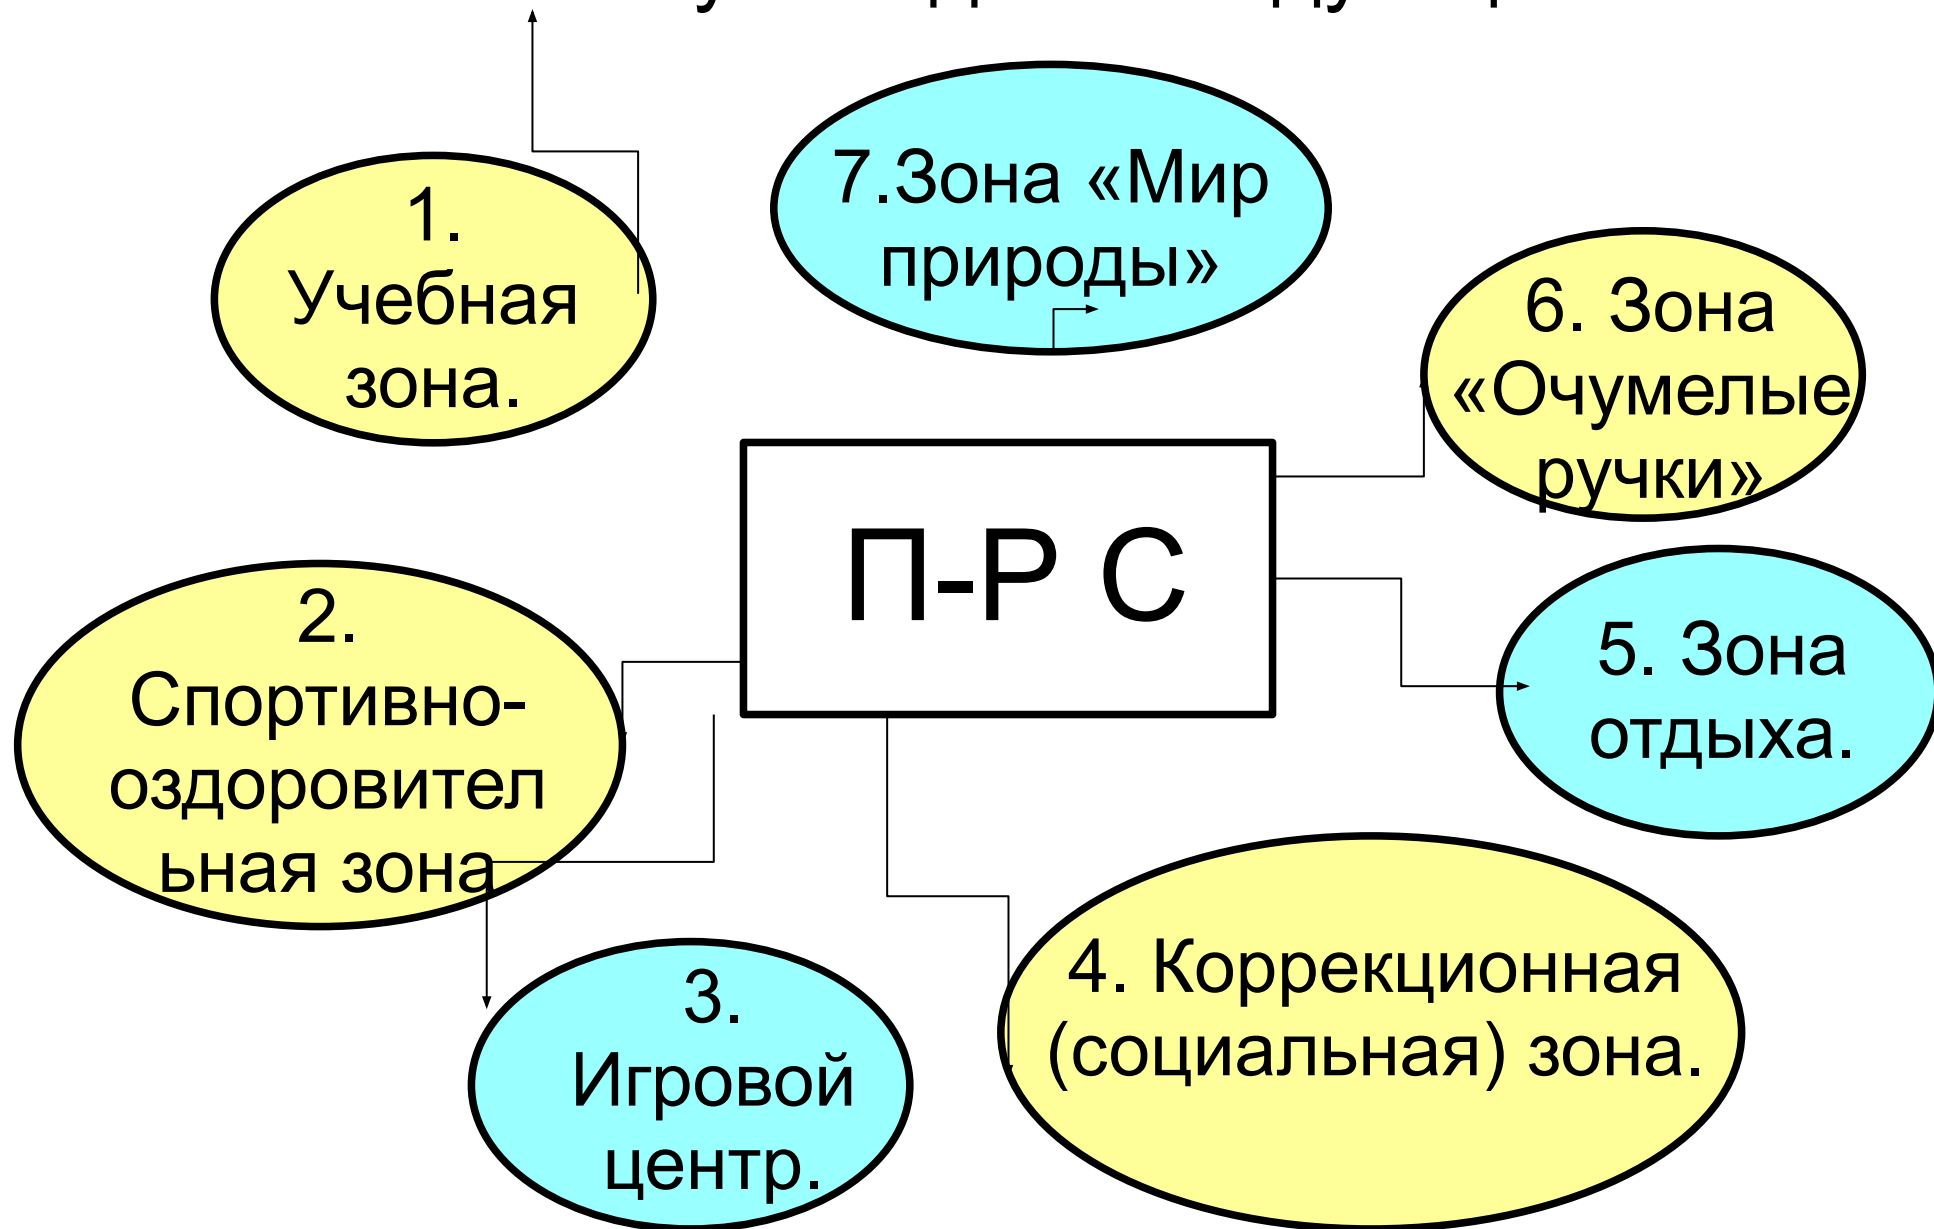 1.
Учебная
зона.
7.Зона «Мир
природы»
6. Зона
«Очумелые
ручки»
П-Р С
2.
Спортивно-
оздоровител
ьная зона
5. Зона
отдыха.
3.
Игровой
центр.
4. Коррекционная
(социальная) зона.